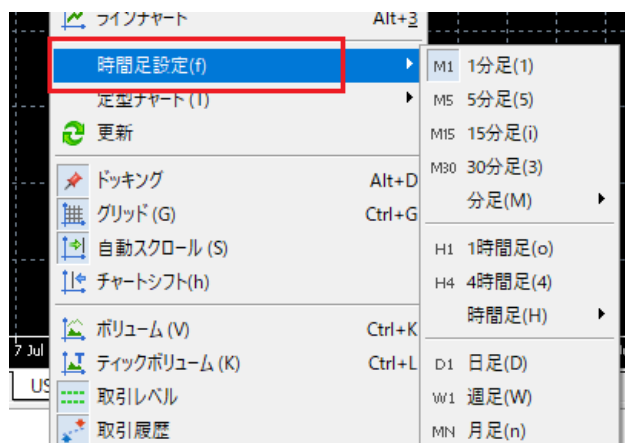 ラインチャート Alt+3
時間足設定(f)
定型チャート(T)
更新
ドッキング Alt+D
グリッド(G) Ctrl+G
自動スクロール(S)
チャートシフト(h)
ボリューム(V) Ctrl+K
ティックボリューム(K) Ctrl+L
取引レベル
取引履歴
M1 1分足(1)
M5 5分足(5)
M15 15分足(i)
M30 30分足(3)
分足(M)
H1 1時間足(o)
H4 4時間足(4)
時間足(H)
D1 日足(D)
W1 週足(W)
MN 月足(n)
7 Jul
US